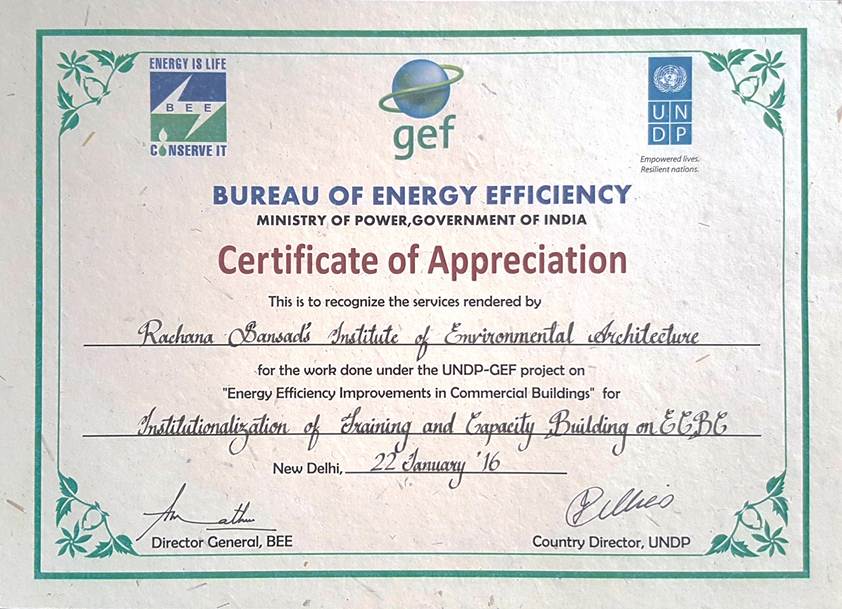 ENERGY IS LIFE
BEE
CONSERVE IT
gef
UN
DP
Empowered lives.
Resilient nations.
BUREAU OF ENERGY EFFICIENCY
MINISTRY OF POWER,GOVERNMENT OF INDIA
Certificate of Appreciation
This is to recognize the services rendered by
Rachana Sansad's Institute of Environmental Architecture
for the work done under the UNDP-GEF project on
"Energy Efficiency Improvements in Commercial Buildings" for
Institutionalization of Training and Capacity Building on ECBC
New Delhi, 22 January '16
Director General, BEE
Country Director, UNDP